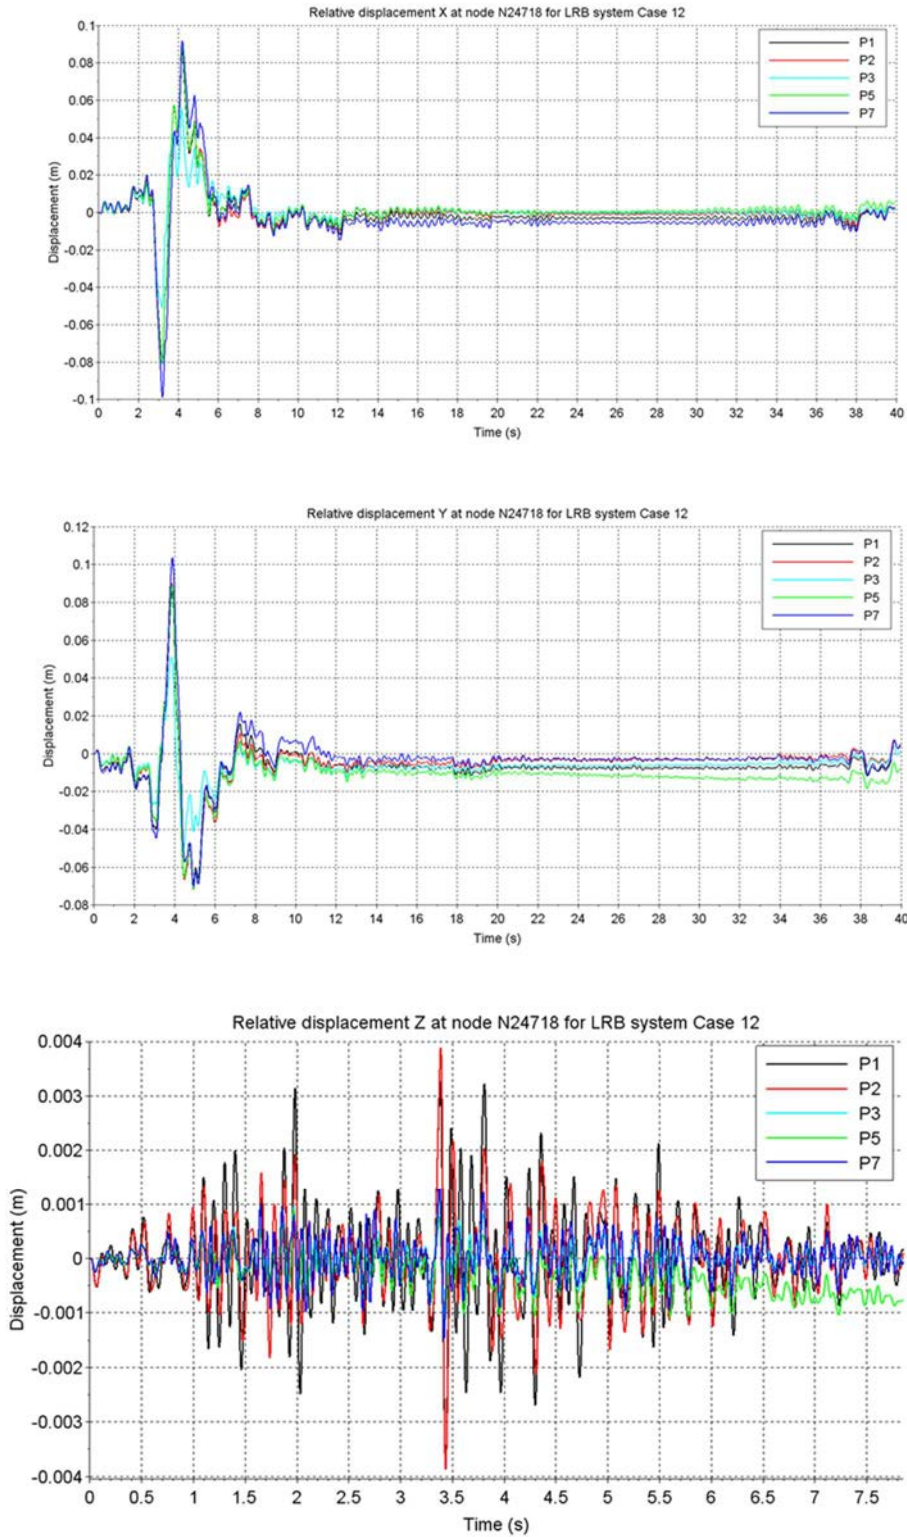 Relative displacement X at node N24718 for LRB system Case 12
0.1
0.08
0.06
0.04
0.02
0
-0.02
-0.04
-0.06
-0.08
-0.1
Displacement (m)
P1
P2
P3
P5
P7
0 2 4 6 8 10 12 14 16 18 20 22 24 26 28 30 32 34 36 38 40
Time (s)
Relative displacement Y at node N24718 for LRB system Case 12
0.12
0.1
0.08
0.06
0.04
0.02
0
-0.02
-0.04
-0.06
-0.08
Displacement (m)
P1
P2
P3
P5
P7
0 2 4 6 8 10 12 14 16 18 20 22 24 26 28 30 32 34 36 38 40
Time (s)
Relative displacement Z at node N24718 for LRB system Case 12
0.004
0.003
0.002
0.001
0
-0.001
-0.002
-0.003
-0.004
Displacement (m)
P1
P2
P3
P5
P7
0 0.5 1 1.5 2 2.5 3 3.5 4 4.5 5 5.5 6 6.5 7 7.5
Time (s)